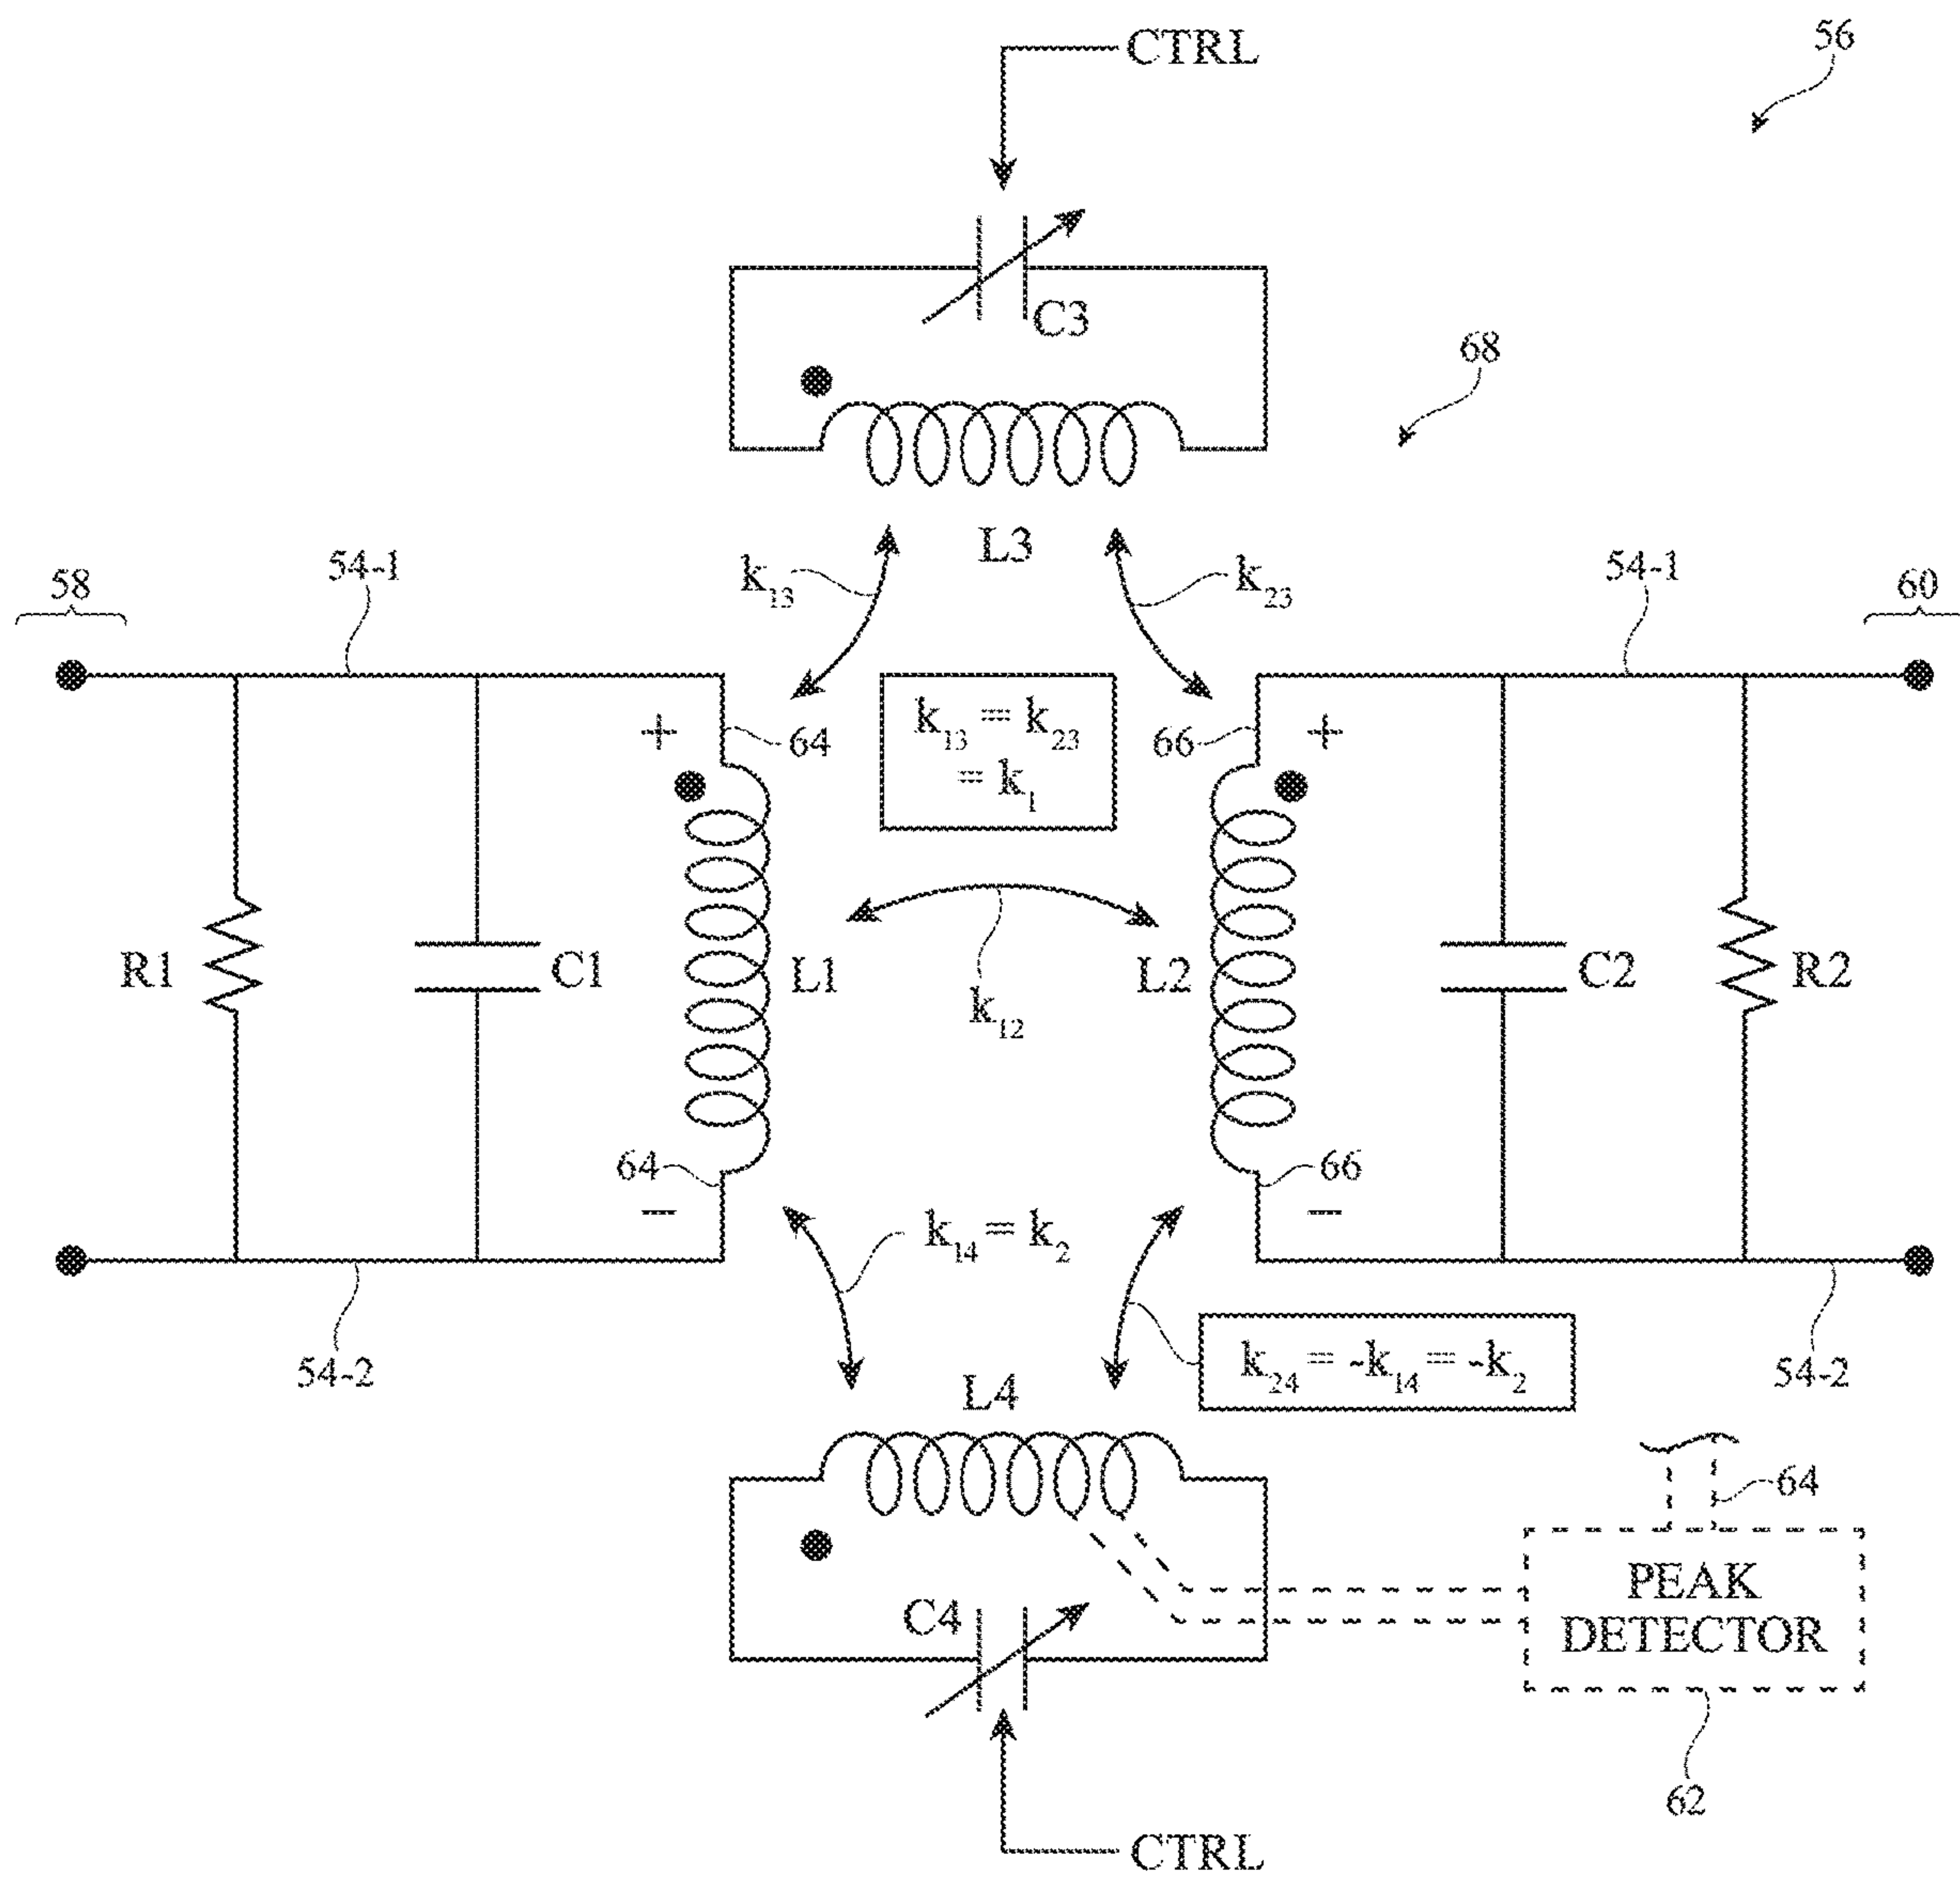 CTRL
56
C3
68
L3
k13
k23
58
54-1
54-1
60
+
64
k13 = k23
= k1
66
+
R1
C1
L1
k12
L2
C2
R2
64
−
k14 = k2
66
−
54-2
k24 = -k14 = -k2
54-2
L4
64
PEAK
DETECTOR
C4
62
CTRL